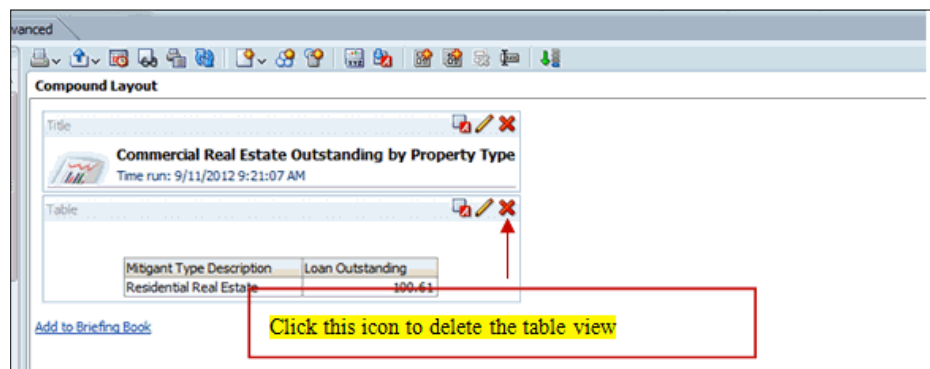 vanced
Compound Layout
Title
Commercial Real Estate Outstanding by Property Type
Time run: 9/11/2012 9:21:07 AM
Table
Mitigant Type Description Loan Outstanding
Residential Real Estate 100.61
Add to Briefing Book
Click this icon to delete the table view